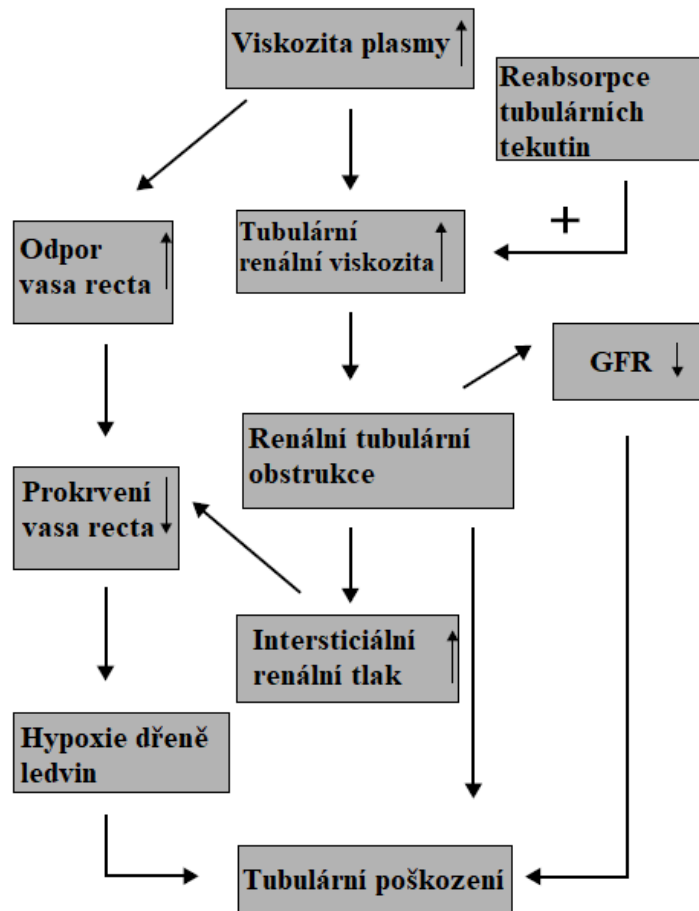 Viskozita plasmy
Reabsorpce
tubulárních
tekutin
+
Odpor
vasa recta
Tubulární
renální viskozita
GFR
Renální tubulární
obstrukce
Prokrvení
vasa recta
Intersticiální
renální tlak
Hypoxie dřeně
ledvin
Tubulární poškození